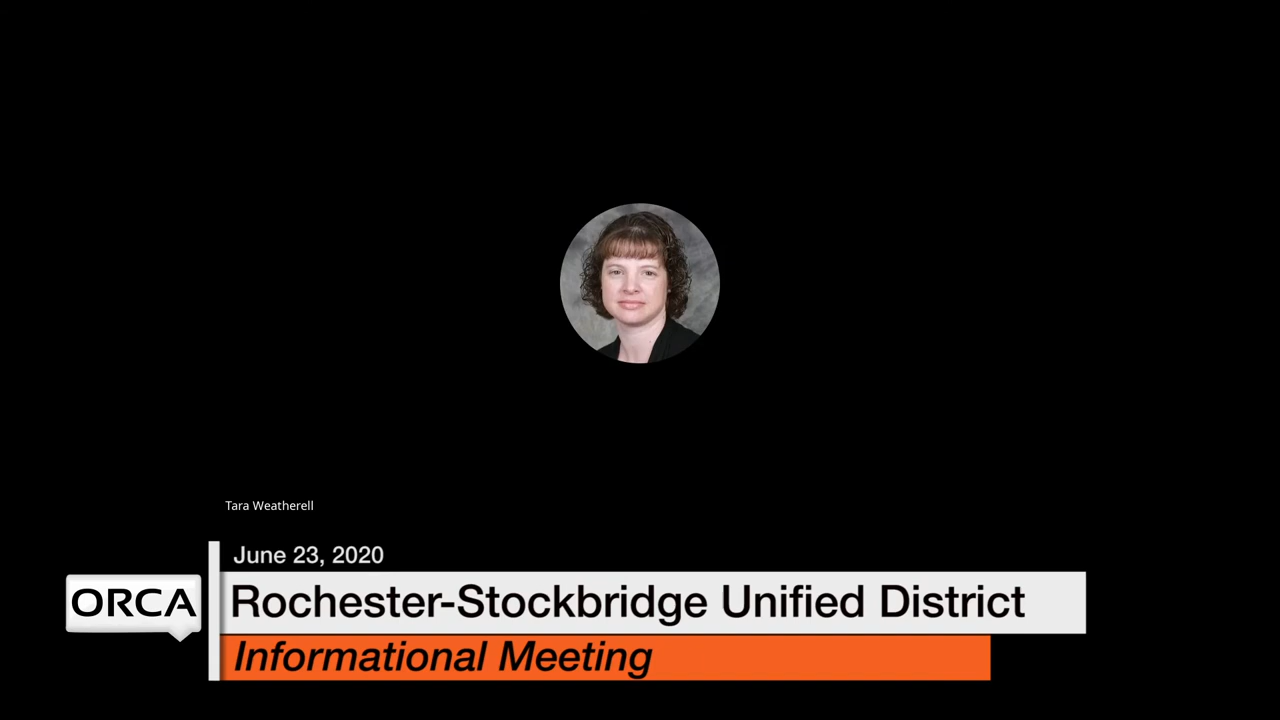 Tara Weatherell
June 23, 2020
ORCA
Rochester-Stockbridge Unified District
Informational Meeting